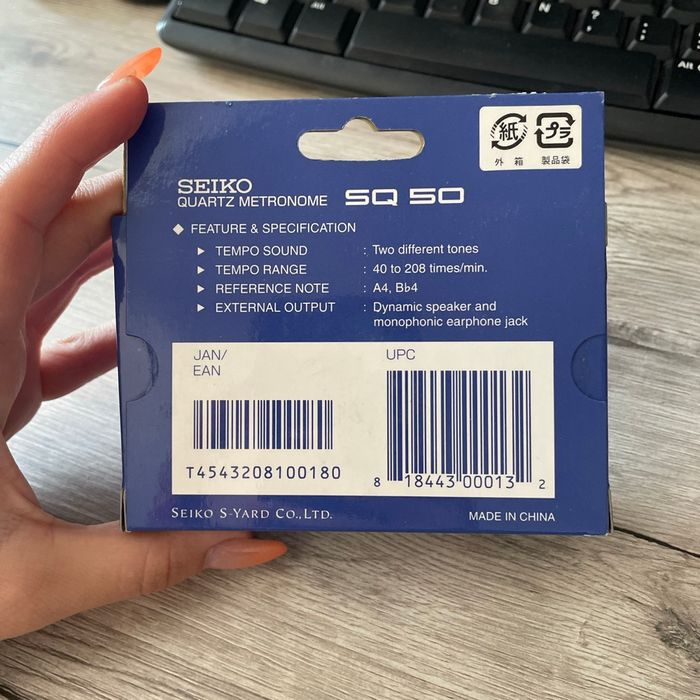 紙 プラ
外 箱 製品袋
SEIKO
QUARTZ METRONOME SQ 50
◆ FEATURE & SPECIFICATION
▶ TEMPO SOUND : Two different tones
▶ TEMPO RANGE : 40 to 208 times/min.
▶ REFERENCE NOTE : A4, B♭4
▶ EXTERNAL OUTPUT : Dynamic speaker and
monophonic earphone jack
JAN/
EAN
UPC
T4543208100180
8 18443 00013 2
SEIKO S-YARD CO.,LTD.
MADE IN CHINA